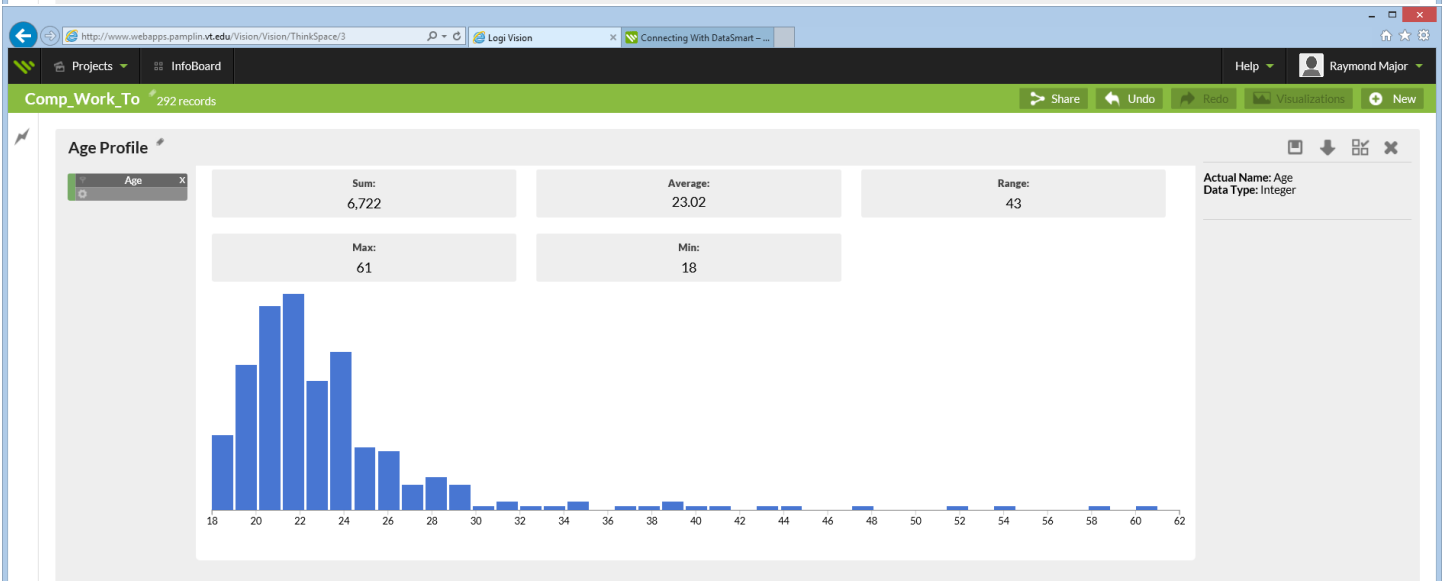 http://www.webapps.pamplin.vt.edu/Vision/Vision/ThinkSpace/3
Logi Vision
Connecting With DataSmart – ...
Projects
InfoBoard
Help
Raymond Major
Comp_Work_To 292 records
Share
Undo
Redo
Visualizations
New
Age Profile
Age x
Sum:
6,722
Average:
23.02
Range:
43
Max:
61
Min:
18
Actual Name: Age
Data Type: Integer
18 20 22 24 26 28 30 32 34 36 38 40 42 44 46 48 50 52 54 56 58 60 62